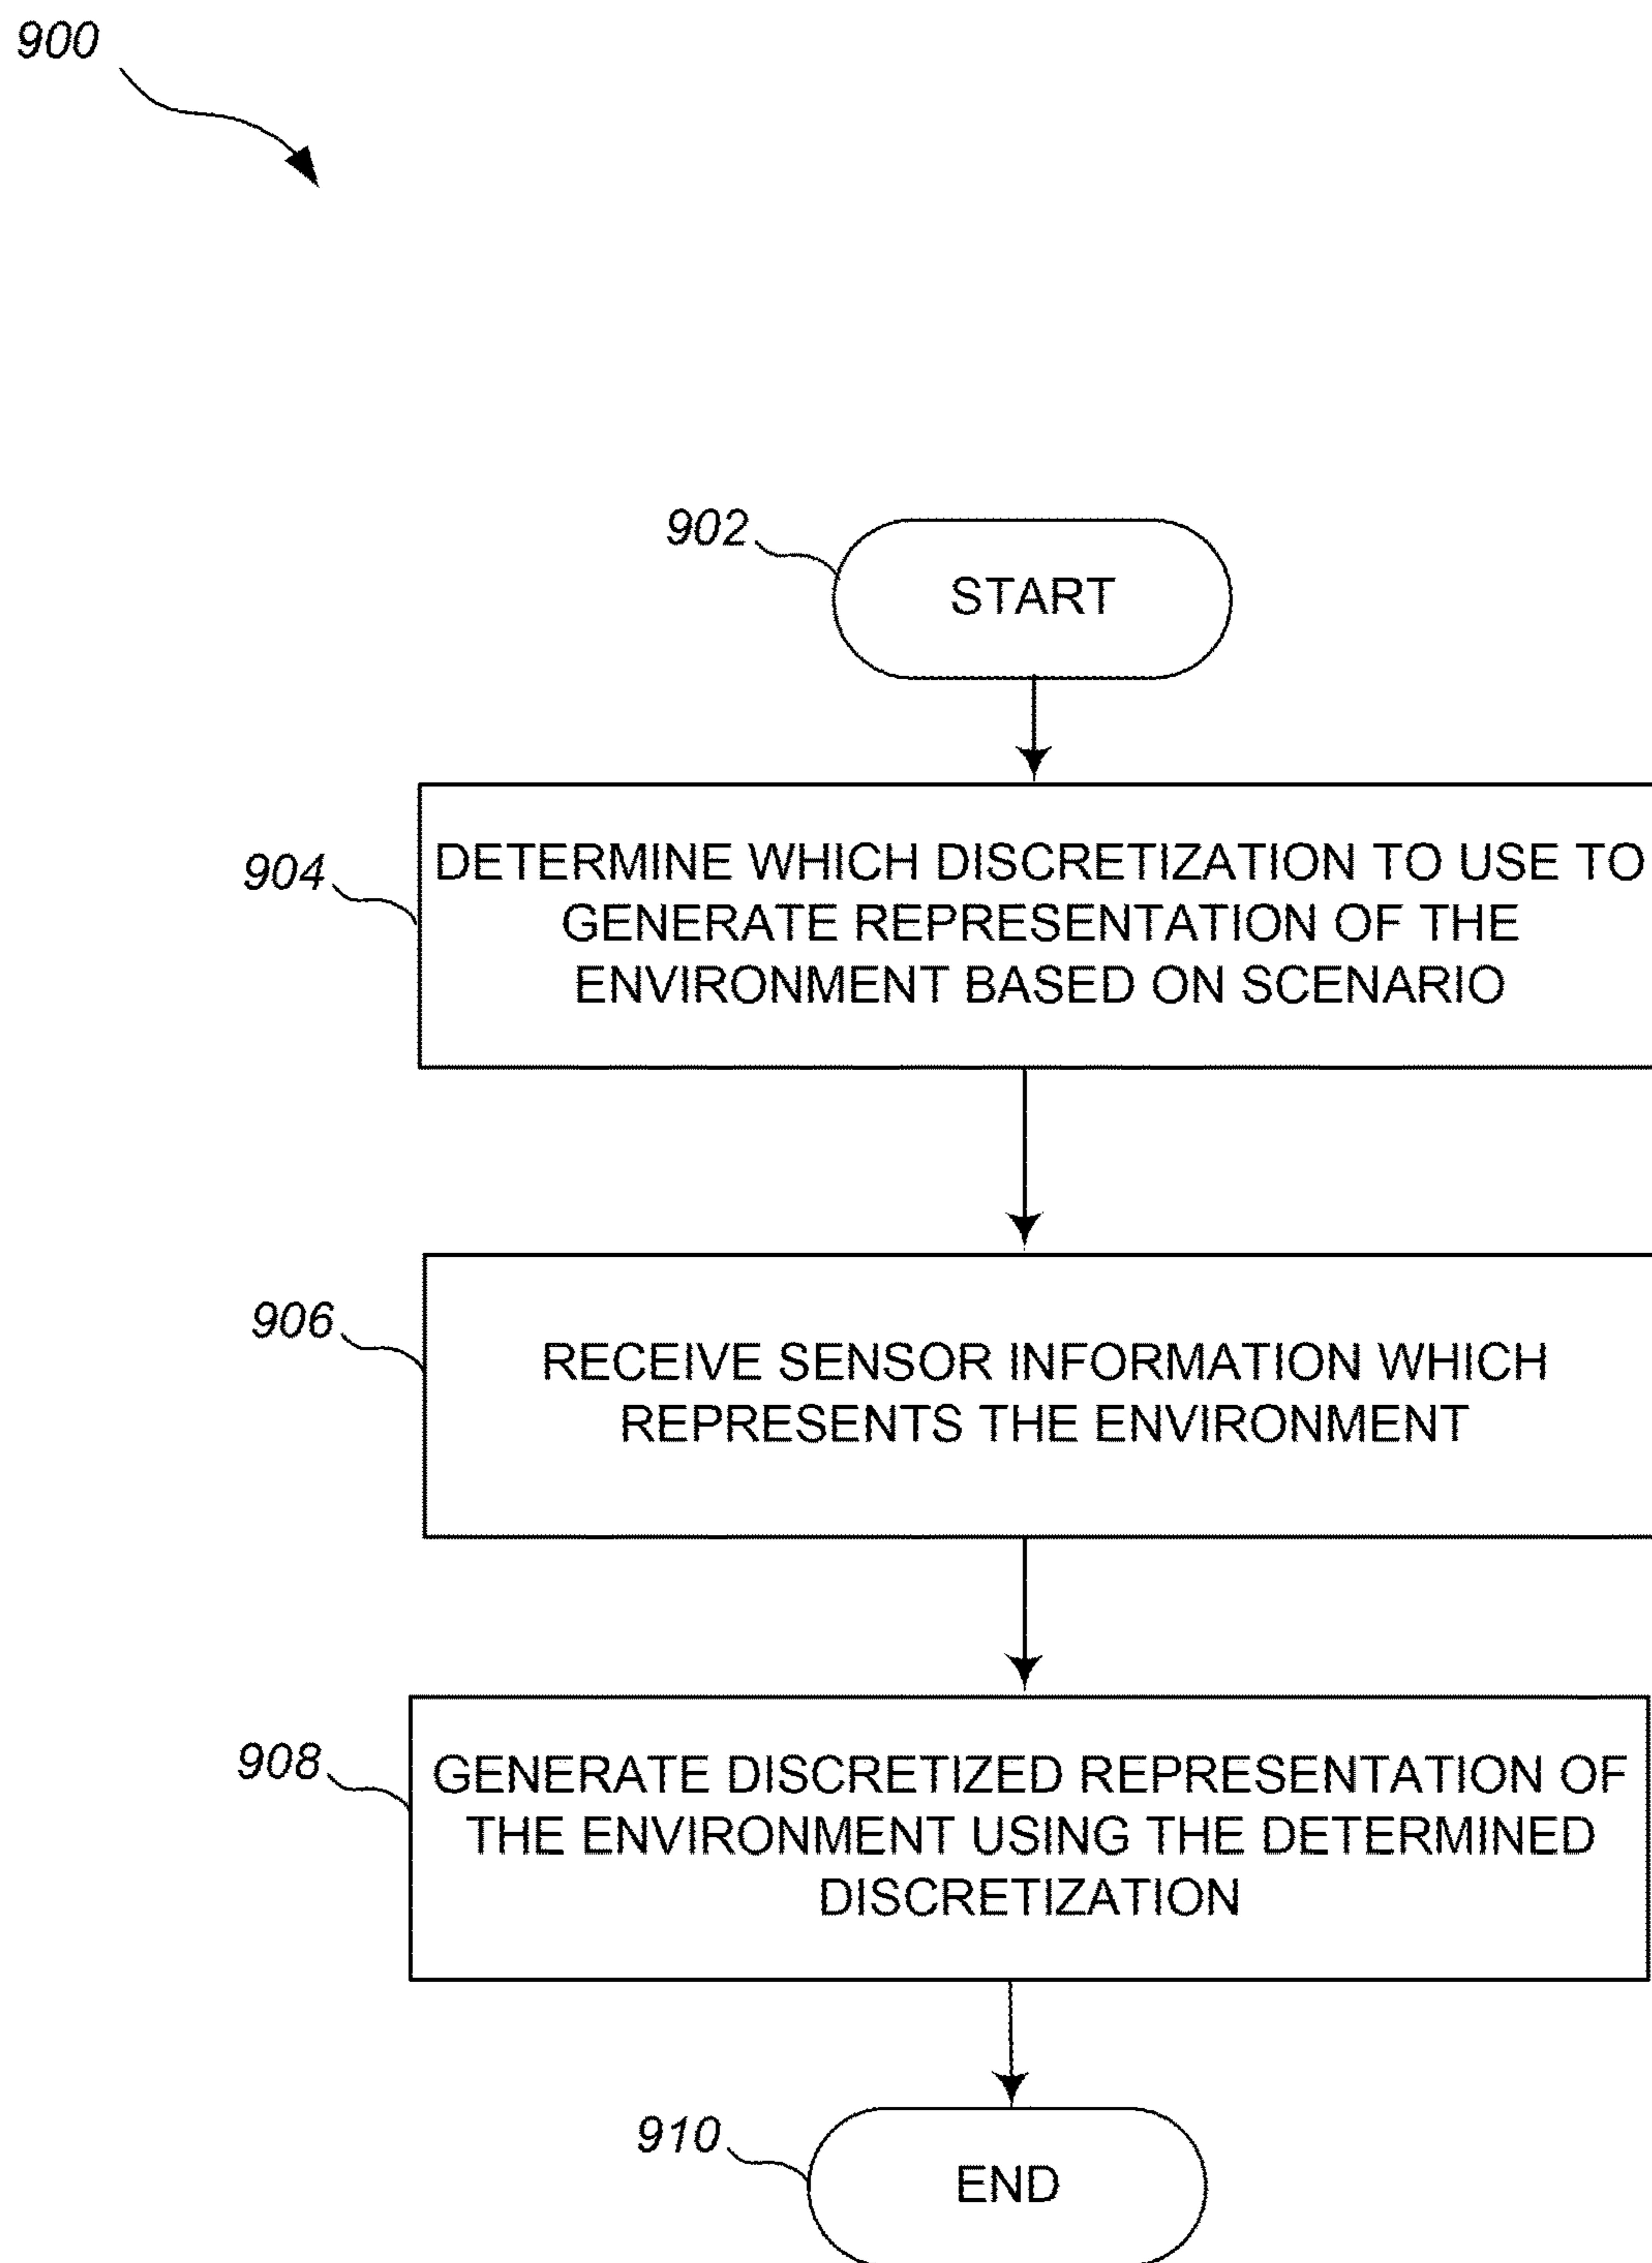 900
902
START
904
DETERMINE WHICH DISCRETIZATION TO USE TO
GENERATE REPRESENTATION OF THE
ENVIRONMENT BASED ON SCENARIO
906
RECEIVE SENSOR INFORMATION WHICH
REPRESENTS THE ENVIRONMENT
908
GENERATE DISCRETIZED REPRESENTATION OF
THE ENVIRONMENT USING THE DETERMINED
DISCRETIZATION
910
END